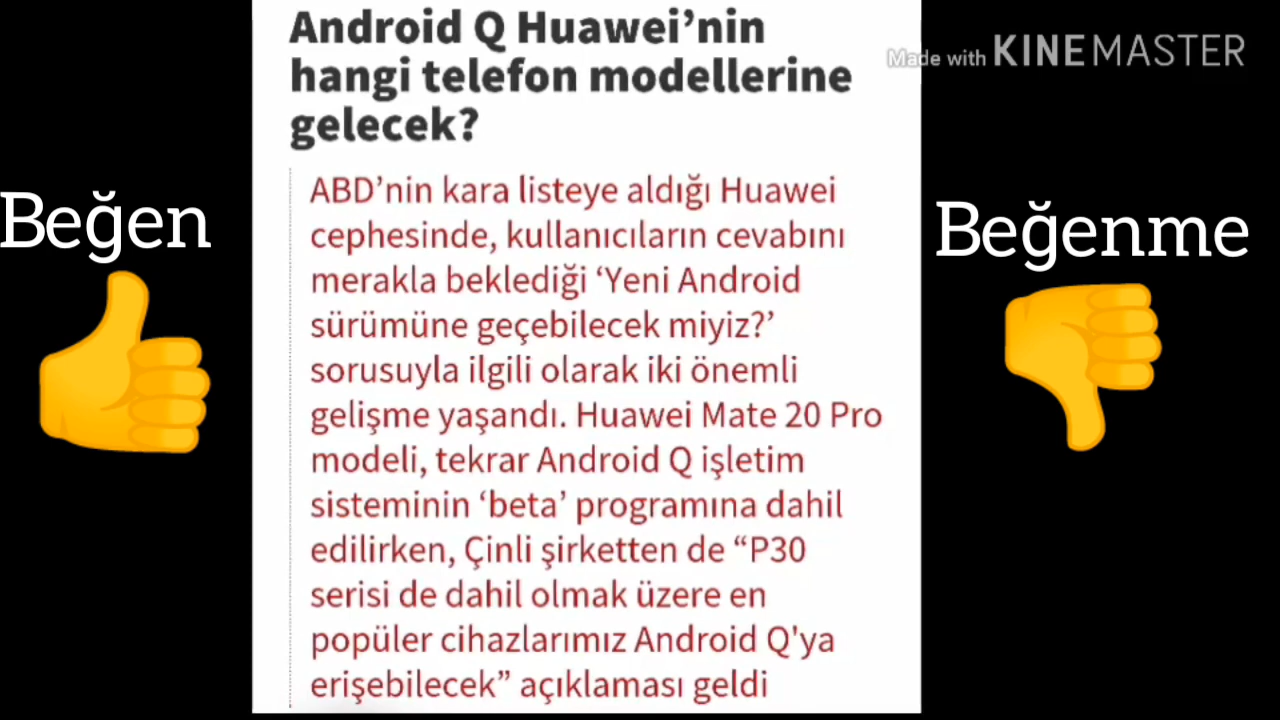 Android Q Huawei’nin
hangi telefon modellerine
gelecek?
Made with KINEMASTER
Beğen
Beğenme
ABD’nin kara listeye aldığı Huawei
cephesinde, kullanıcıların cevabını
merakla beklediği ‘Yeni Android
sürümüne geçebilecek miyiz?’
sorusuyla ilgili olarak iki önemli
gelişme yaşandı. Huawei Mate 20 Pro
modeli, tekrar Android Q işletim
sisteminin ‘beta’ programına dahil
edilirken, Çinli şirketten de “P30
serisi de dahil olmak üzere en
popüler cihazlarımız Android Q'ya
erişebilecek” açıklaması geldi